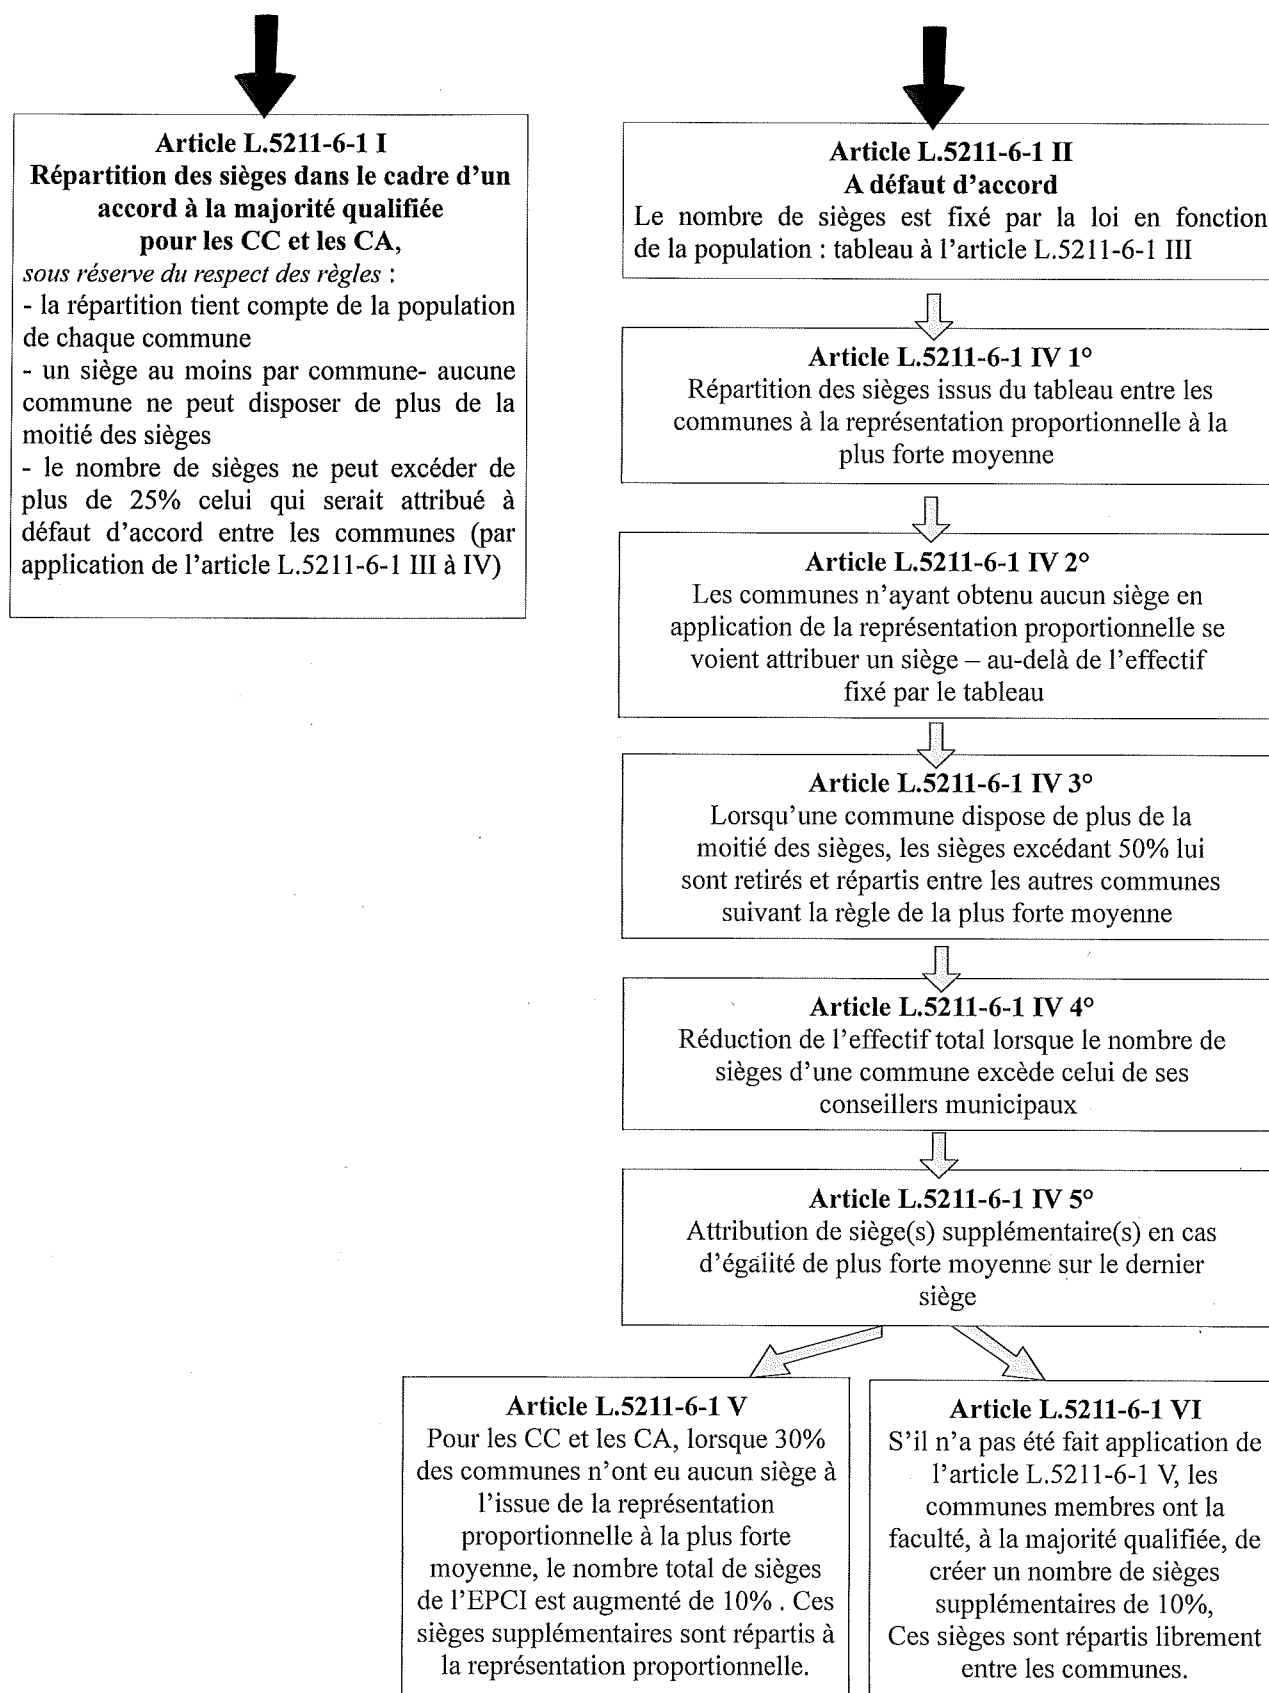 Article L.5211-6-1 I
Répartition des sièges dans le cadre d'un
accord à la majorité qualifiée
pour les CC et les CA,
sous réserve du respect des règles :
- la répartition tient compte de la population
de chaque commune
- un siège au moins par commune- aucune
commune ne peut disposer de plus de la
moitié des sièges
- le nombre de sièges ne peut excéder de
plus de 25% celui qui serait attribué à
défaut d'accord entre les communes (par
application de l'article L.5211-6-1 III à IV)
Article L.5211-6-1 II
A défaut d'accord
Le nombre de sièges est fixé par la loi en fonction
de la population : tableau à l'article L.5211-6-1 III
Article L.5211-6-1 IV 1°
Répartition des sièges issus du tableau entre les
communes à la représentation proportionnelle à la
plus forte moyenne
Article L.5211-6-1 IV 2°
Les communes n'ayant obtenu aucun siège en
application de la représentation proportionnelle se
voient attribuer un siège – au-delà de l'effectif
fixé par le tableau
Article L.5211-6-1 IV 3°
Lorsqu'une commune dispose de plus de la
moitié des sièges, les sièges excédant 50% lui
sont retirés et répartis entre les autres communes
suivant la règle de la plus forte moyenne
Article L.5211-6-1 IV 4°
Réduction de l'effectif total lorsque le nombre de
sièges d'une commune excède celui de ses
conseillers municipaux
Article L.5211-6-1 IV 5°
Attribution de siège(s) supplémentaire(s) en cas
d'égalité de plus forte moyenne sur le dernier
siège
Article L.5211-6-1 V
Pour les CC et les CA, lorsque 30%
des communes n'ont eu aucun siège à
l'issue de la représentation
proportionnelle à la plus forte
moyenne, le nombre total de sièges
de l'EPCI est augmenté de 10% . Ces
sièges supplémentaires sont répartis à
la représentation proportionnelle.
Article L.5211-6-1 VI
S'il n'a pas été fait application de
l'article L.5211-6-1 V, les
communes membres ont la
faculté, à la majorité qualifiée, de
créer un nombre de sièges
supplémentaires de 10%,
Ces sièges sont répartis librement
entre les communes.